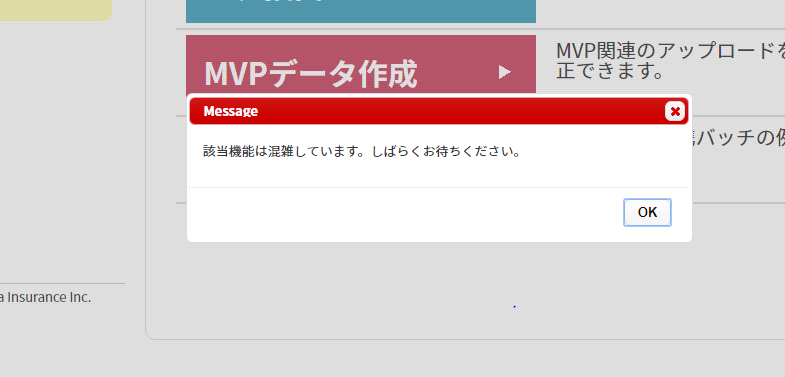 MVPデータ作成
MVP関連のアップロードを
正できます。
Message
該当機能は混雑しています。しばらくお待ちください。
バッチの例
OK
a Insurance Inc.